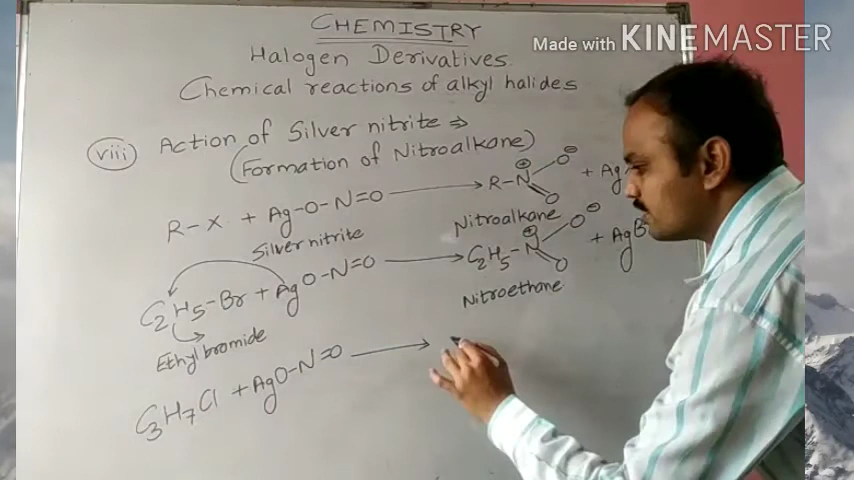 CHEMISTRY
Made with KINEMASTER
Halogen Derivatives.
Chemical reactions of alkyl halides
viii) Action of Silver nitrite ⇒
(Formation of Nitroalkane)
R-X + Ag-O-N=O ⟶ R-N⊕ O⊖ O + Ag
Silver nitrite Nitroalkane
C2H5-Br + AgO-N=O ⟶ C2H5-N⊕ O⊖ O + AgB
Ethyl bromide Nitroethane
C3H7Cl + AgO-N=O ⟶